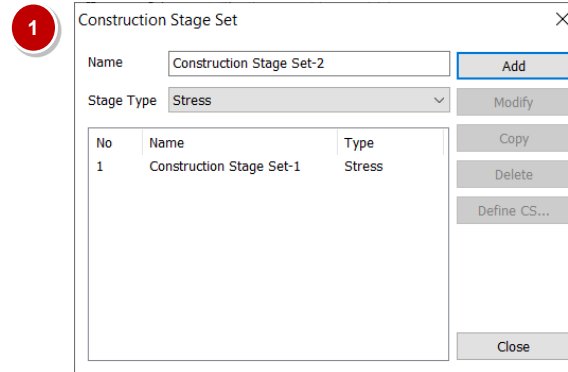 1
Construction Stage Set
Name Construction Stage Set-2 Add
Stage Type Stress Modify
No Name Type Copy
1 Construction Stage Set-1 Stress Delete
Define CS...
Close